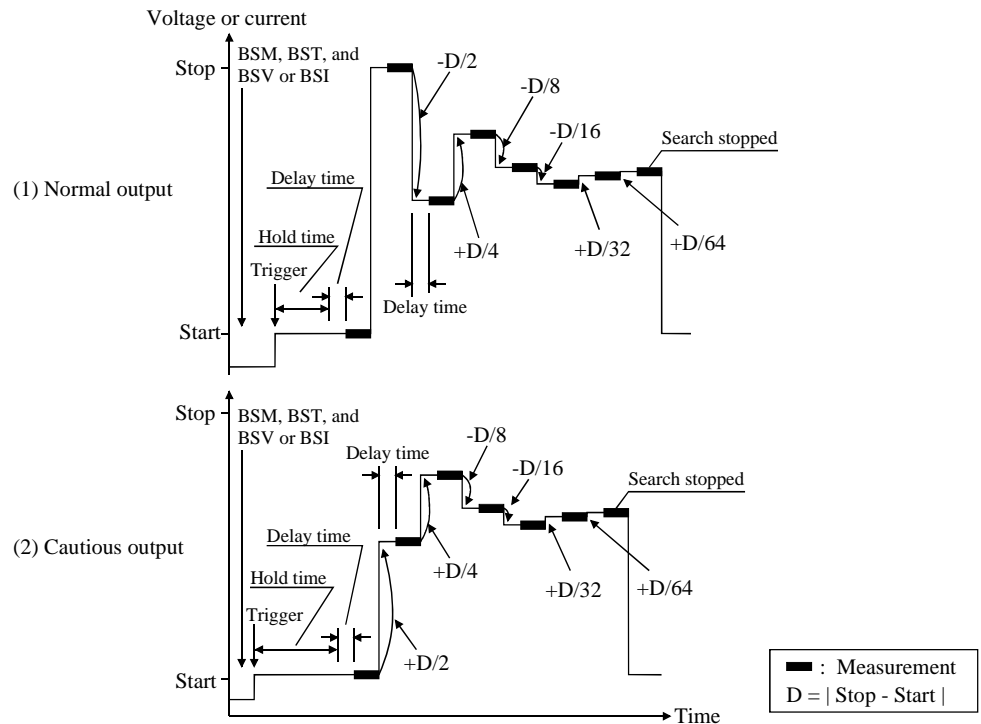 Voltage or current
BSM, BST, and
BSV or BSI
Stop
-D/2
-D/8
-D/16
Search stopped
(1) Normal output
Delay time
Hold time
Trigger
+D/4
+D/32
+D/64
Delay time
Start
Stop
BSM, BST, and
BSV or BSI
Delay time
-D/8
-D/16
Search stopped
(2) Cautious output
Delay time
Hold time
Trigger
+D/4
+D/32
+D/64
+D/2
Start
Time
: Measurement
D = | Stop - Start |